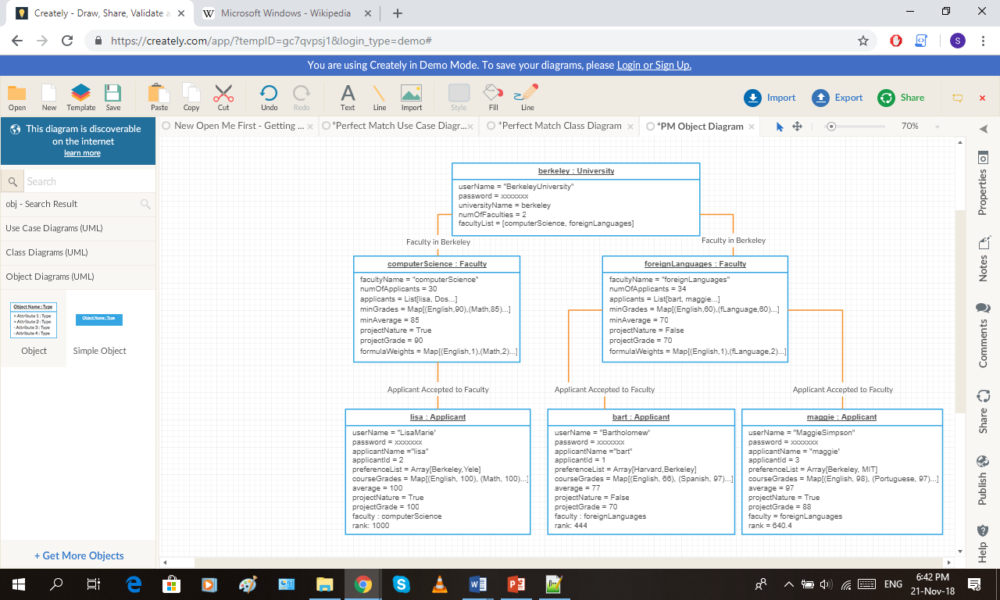 Creately - Draw, Share, Validate a
Microsoft Windows - Wikipedia
https://creately.com/app/?tempID=gc7qvpsj1&login_type=demo#
S
You are using Creately in Demo Mode. To save your diagrams, please Login or Sign Up.
Open New Template Save Paste Copy Cut Undo Redo Text Line Import Style Fill Line
Import Export Share
This diagram is discoverable
on the internet
learn more
New Open Me First - Getting ... *Perfect Match Use Case Diagr... *Perfect Match Class Diagram *PM Object Diagram
70%
Search
obj - Search Result
Use Case Diagrams (UML)
Class Diagrams (UML)
Object Diagrams (UML)
Object Name : Type
+ Attribute 1 : Type
+ Attribute 2 : Type
- Attribute 3 : Type
- Attribute 4 : Type
Object
Object Name : Type
Simple Object
+ Get More Objects
berkeley : University
userName = "BerkeleyUniversity"
password = xxxxxxx
universityName = berkeley
numOfFaculties = 2
facultyList = [computerScience, foreignLanguages]
Faculty in Berkeley
Faculty in Berkeley
computerScience : Faculty
facultyName = "computerScience"
numOfApplicants = 30
applicants = List[lisa, Dos...]
minGrades = Map[(English,90),(Math,85)...]
minAverage = 85
projectNature = True
projectGrade = 90
formulaWeights = Map[(English,1),(Math,2)...]
foreignLanguages : Faculty
facultyName = "foreignLanguages"
numOfApplicants = 34
applicants = List[bart, maggie...]
minGrades = Map[(English,60),(fLanguage,60)...]
minAverage = 70
projectNature = False
projectGrade = 70
formulaWeights = Map[(English,1),(fLanguage,2)...]
Applicant Accepted to Faculty
Applicant Accepted to Faculty
Applicant Accepted to Faculty
lisa : Applicant
userName = "LisaMarie'
password = xxxxxxx
applicantName ="lisa"
applicantId = 2
preferenceList = Array[Berkeley,Yele]
courseGrades = Map[(English, 100), (Math, 100)...]
average = 100
projectNature = True
projectGrade = 100
faculty : computerScience
rank: 1000
bart : Applicant
userName = "Bartholomew'
password = xxxxxxx
applicantName ="bart"
applicantId = 1
preferenceList = Array[Harvard,Berkeley]
courseGrades = Map[(English, 66), (Spanish, 97)...]
average = 77
projectNature = False
projectGrade = 70
faculty : foreignLanguages
rank: 444
maggie : Applicant
userName = "MaggieSimpson"
password = xxxxxxx
applicantName = "maggie'
applicantId = 3
preferenceList = Array[Berkeley, MIT]
courseGrades = Map[(English, 98), (Portuguese, 97)...]
average = 97
projectNature = True
projectGrade = 88
faculty = foreignLanguages
rank = 640.4
Properties
Notes
Comments
Share
Publish
Help
ENG
6:42 PM
21-Nov-18